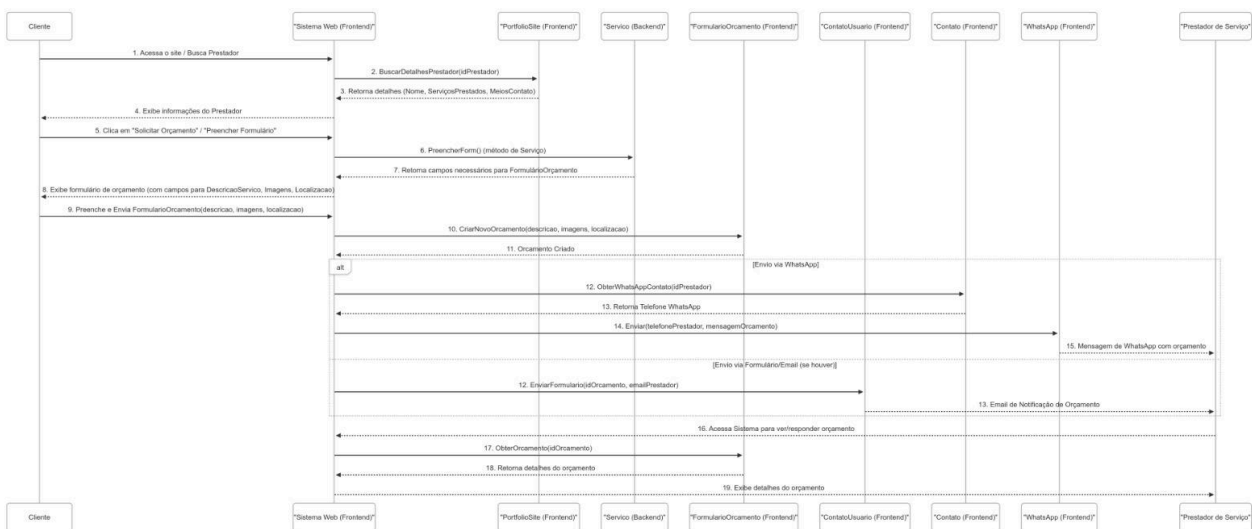 Cliente
"Sistema Web (Frontend)"
"PortfolioSite (Frontend)"
"Servico (Backend)"
"FormularioOrcamento (Frontend)"
"ContatoUsuario (Frontend)"
"Contato (Frontend)"
"WhatsApp (Frontend)"
"Prestador de Serviço"
1. Acessa o site / Busca Prestador
2. BuscarDetalhesPrestador(idPrestador)
3. Retorna detalhes (Nome, ServiçosPrestados, MeiosContato)
4. Exibe informações do Prestador
5. Clica em "Solicitar Orçamento" / "Preencher Formulário"
6. PreencherForm() (método de Serviço)
7. Retorna campos necessários para FormulárioOrçamento
8. Exibe formulário de orçamento (com campos para DescricaoServico, Imagens, Localizacao)
9. Preenche e Envia FormularioOrcamento(descricao, imagens, localizacao)
10. CriarNovoOrcamento(descricao, imagens, localizacao)
11. Orcamento Criado
alt
[Envio via WhatsApp]
12. ObterWhatsAppContato(idPrestador)
13. Retorna Telefone WhatsApp
14. Enviar(telefonePrestador, mensagemOrcamento)
15. Mensagem de WhatsApp com orçamento
[Envio via Formulário/Email (se houver)]
12. EnviarFormulario(idOrcamento, emailPrestador)
13. Email de Notificação de Orçamento
16. Acessa Sistema para ver/responder orçamento
17. ObterOrcamento(idOrcamento)
18. Retorna detalhes do orçamento
19. Exibe detalhes do orçamento
Cliente
"Sistema Web (Frontend)"
"PortfolioSite (Frontend)"
"Servico (Backend)"
"FormularioOrcamento (Frontend)"
"ContatoUsuario (Frontend)"
"Contato (Frontend)"
"WhatsApp (Frontend)"
"Prestador de Serviço"